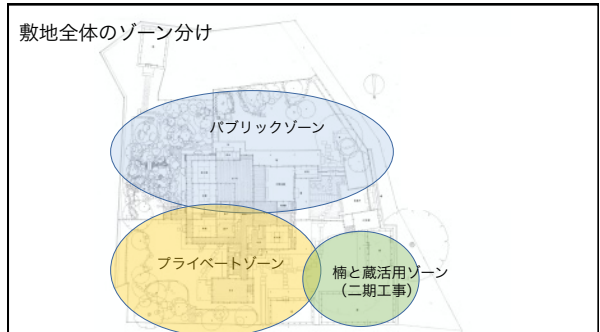 敷地全体のゾーン分け
パブリックゾーン
プライベートゾーン
楠と蔵活用ゾーン
（二期工事）